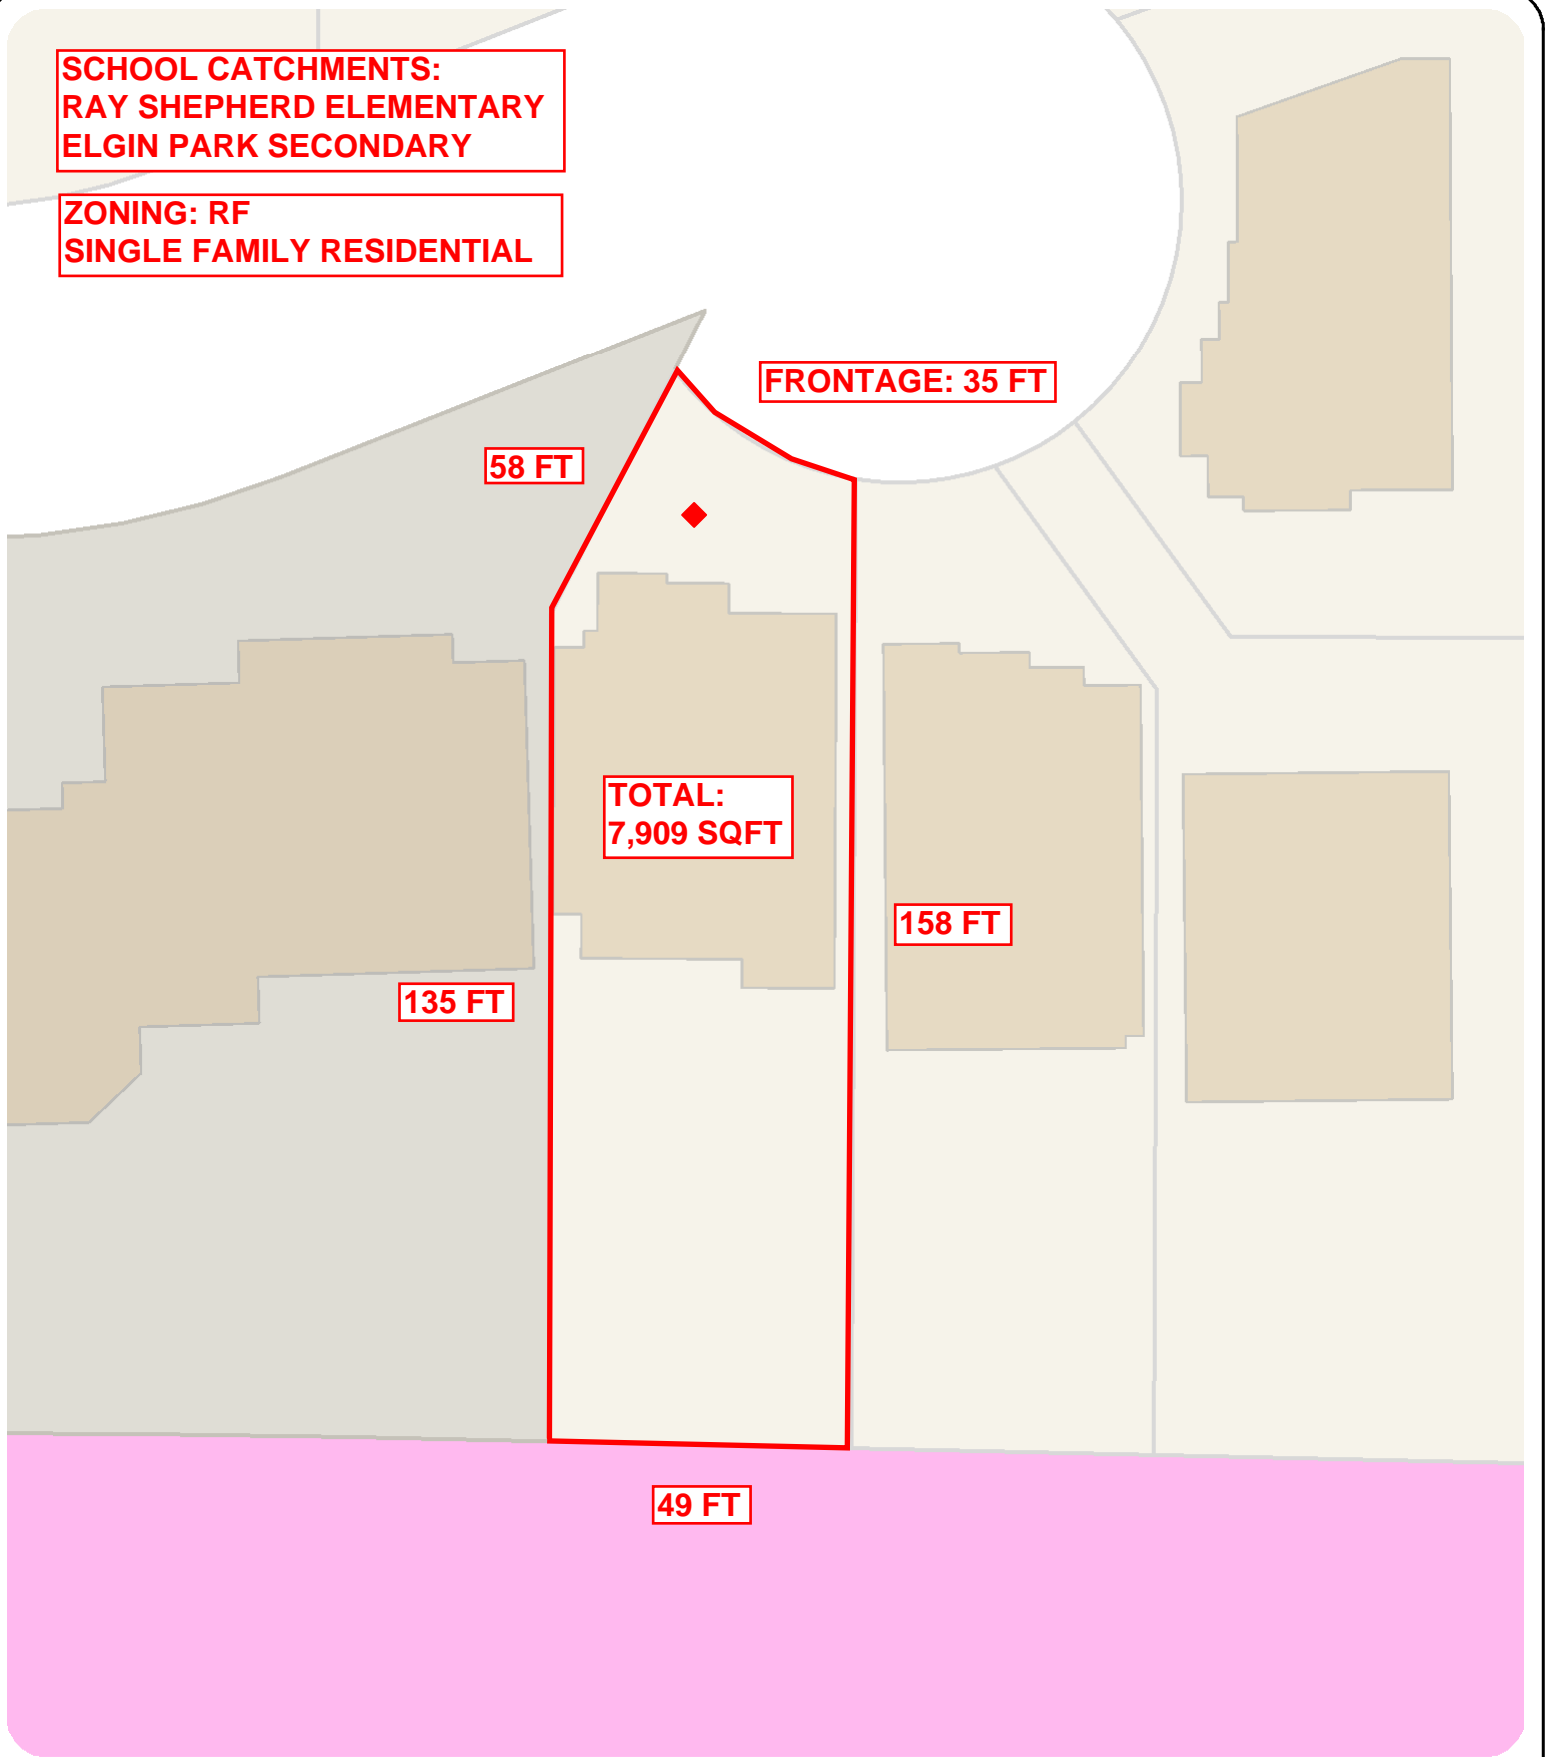 SCHOOL CATCHMENTS:
RAY SHEPHERD ELEMENTARY
ELGIN PARK SECONDARY
ZONING: RF
SINGLE FAMILY RESIDENTIAL
FRONTAGE: 35 FT
58 FT
TOTAL:
7,909 SQFT
158 FT
135 FT
49 FT